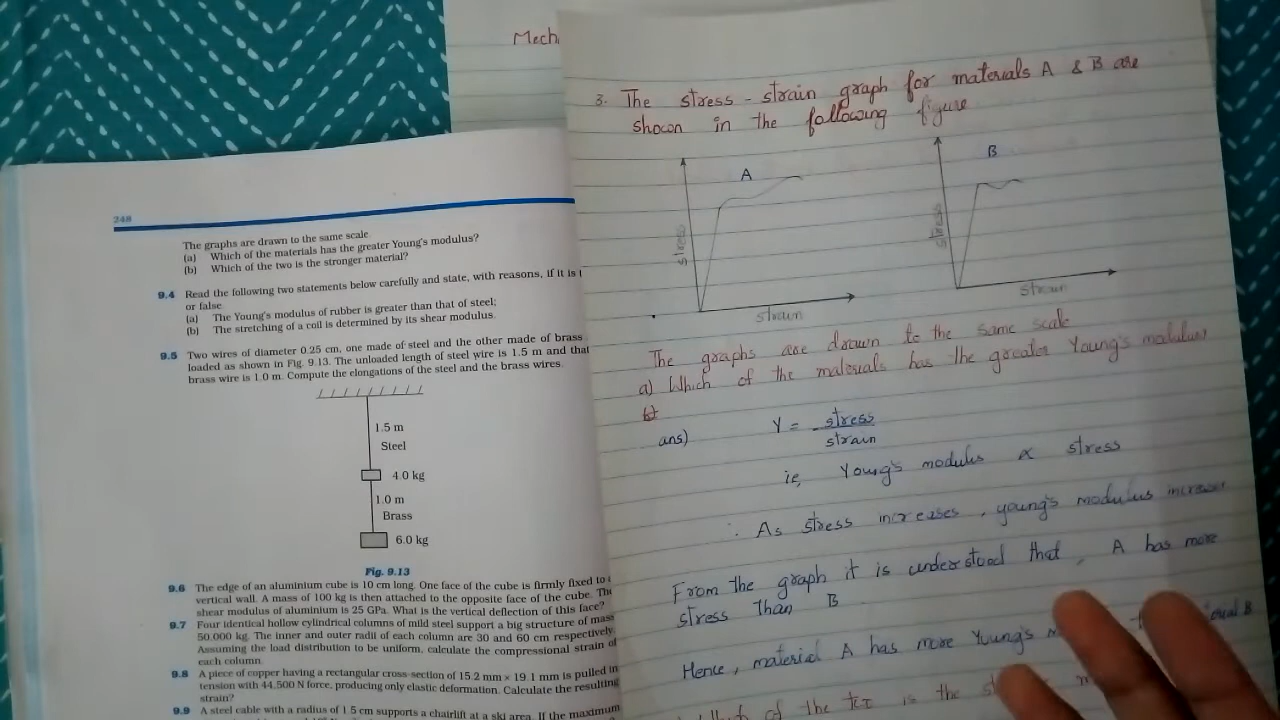 Mech
248
The graphs are drawn to the same scale
(a) Which of the materials has the greater Young's modulus?
(b) Which of the two is the stronger material?
9.4 Read the following two statements below carefully and state, with reasons, if it is
or false
(a) The Young's modulus of rubber is greater than that of steel;
(b) The stretching of a coil is determined by its shear modulus.
9.5 Two wires of diameter 0.25 cm, one made of steel and the other made of brass
loaded as shown in Fig. 9.13. The unloaded length of steel wire is 1.5 m and that
brass wire is 1.0 m. Compute the elongations of the steel and the brass wires.
1.5 m
Steel
4.0 kg
1.0 m
Brass
6.0 kg
Fig. 9.13
9.6 The edge of an aluminium cube is 10 cm long. One face of the cube is firmly fixed to
vertical wall. A mass of 100 kg is then attached to the opposite face of the cube. The
shear modulus of aluminium is 25 GPa. What is the vertical deflection of this face?
9.7 Four identical hollow cylindrical columns of mild steel support a big structure of mass
50,000 kg. The inner and outer radii of each column are 30 and 60 cm respectively.
Assuming the load distribution to be uniform, calculate the compressional strain of
each column.
9.8 A piece of copper having a rectangular cross-section of 15.2 mm × 19.1 mm is pulled in
tension with 44,500 N force, producing only elastic deformation. Calculate the resulting
strain?
9.9 A steel cable with a radius of 1.5 cm supports a chairlift at a ski area. If the maximum
3. The stress - strain graph for materials A & B are
shown in the following figure
A
stress
strain
B
stress
strain
The graphs are drawn to the same scale
a) Which of the materials has the greater Young's modulus
b)
ans) Y = stress
strain
ie, Young's modulus ∝ stress
∴ As stress increases, young's modulus increases
From the graph it is understood that, A has more
stress than B
Hence, material A has more Young's
of the is the